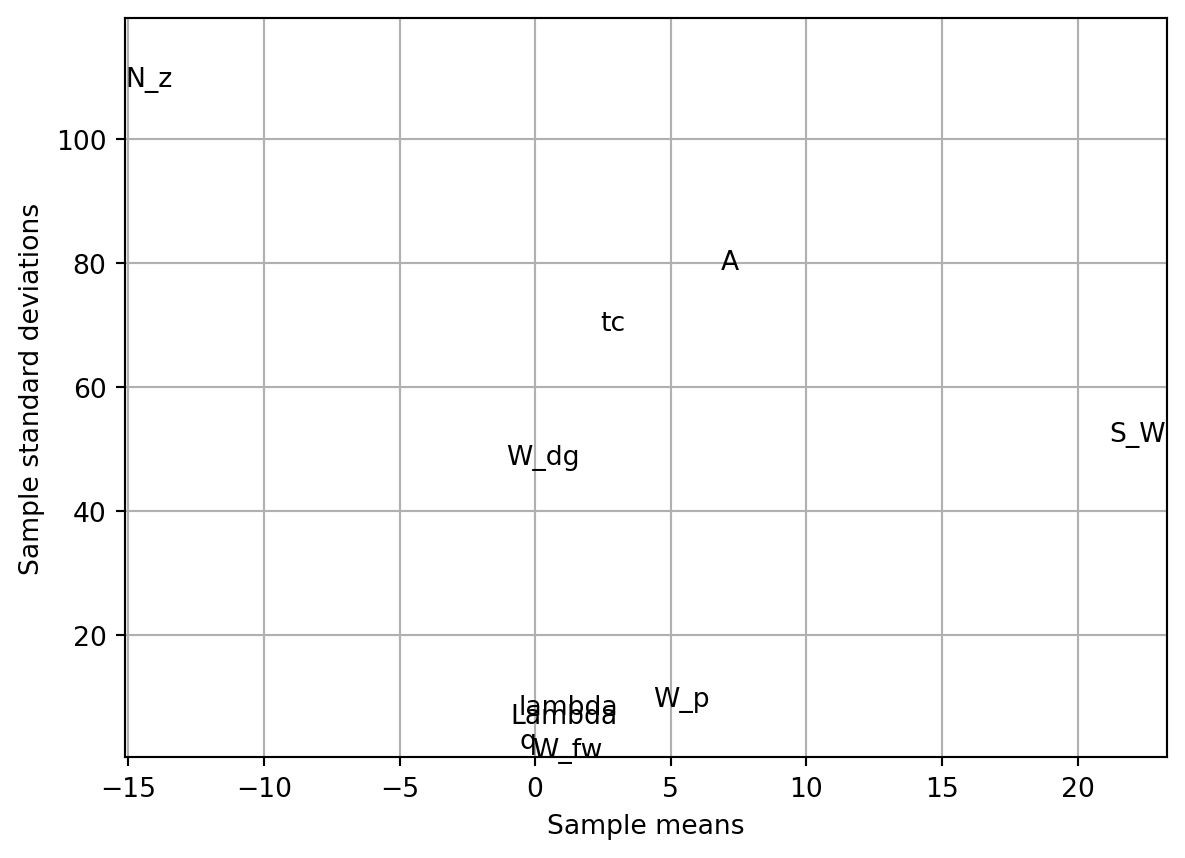 N_z
100
A
80
tc
60
S_W
W_dg
40
20
W_p
lambda
Lambda
q
W_fw
−15
−10
−5
0
5
10
15
20
Sample means
Sample standard deviations